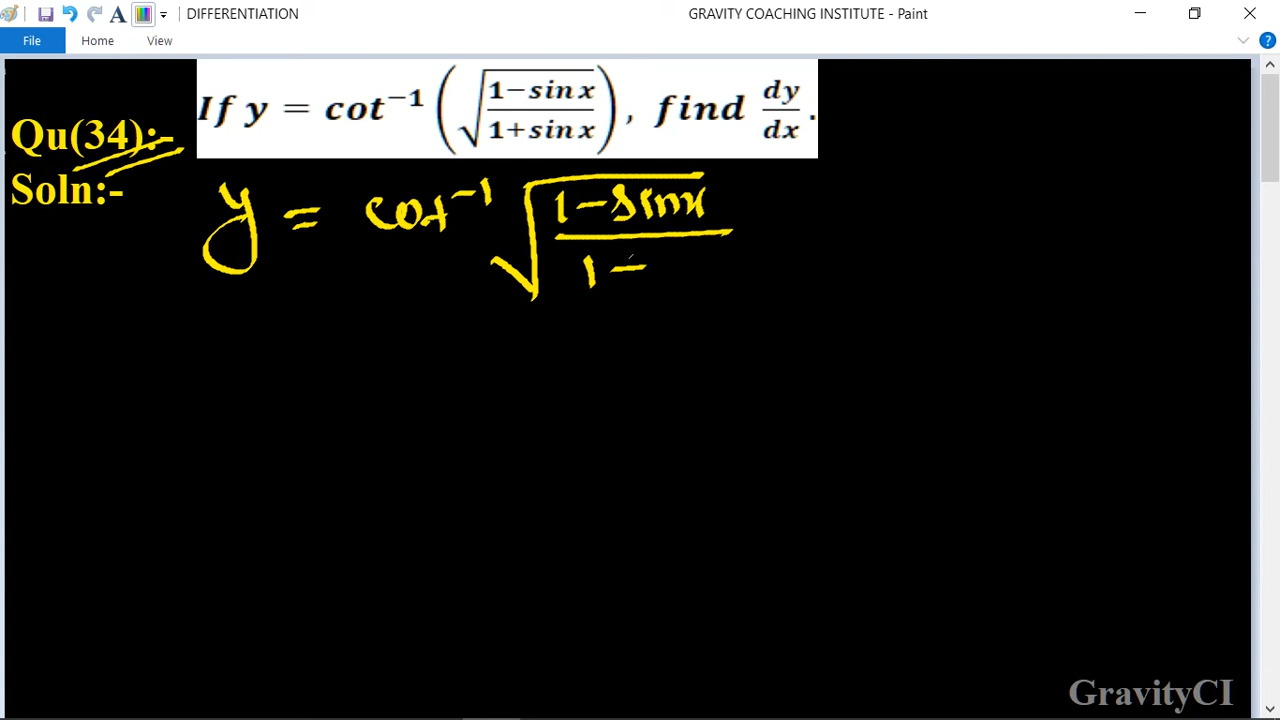 DIFFERENTIATION GRAVITY COACHING INSTITUTE - Paint
File Home View
If y = cot⁻¹ (√((1−sin x)/(1+sin x))), find dy/dx.
Qu(34):-
Soln:-
y = cot⁻¹ √((1−sinx)/(1−
GravityCI